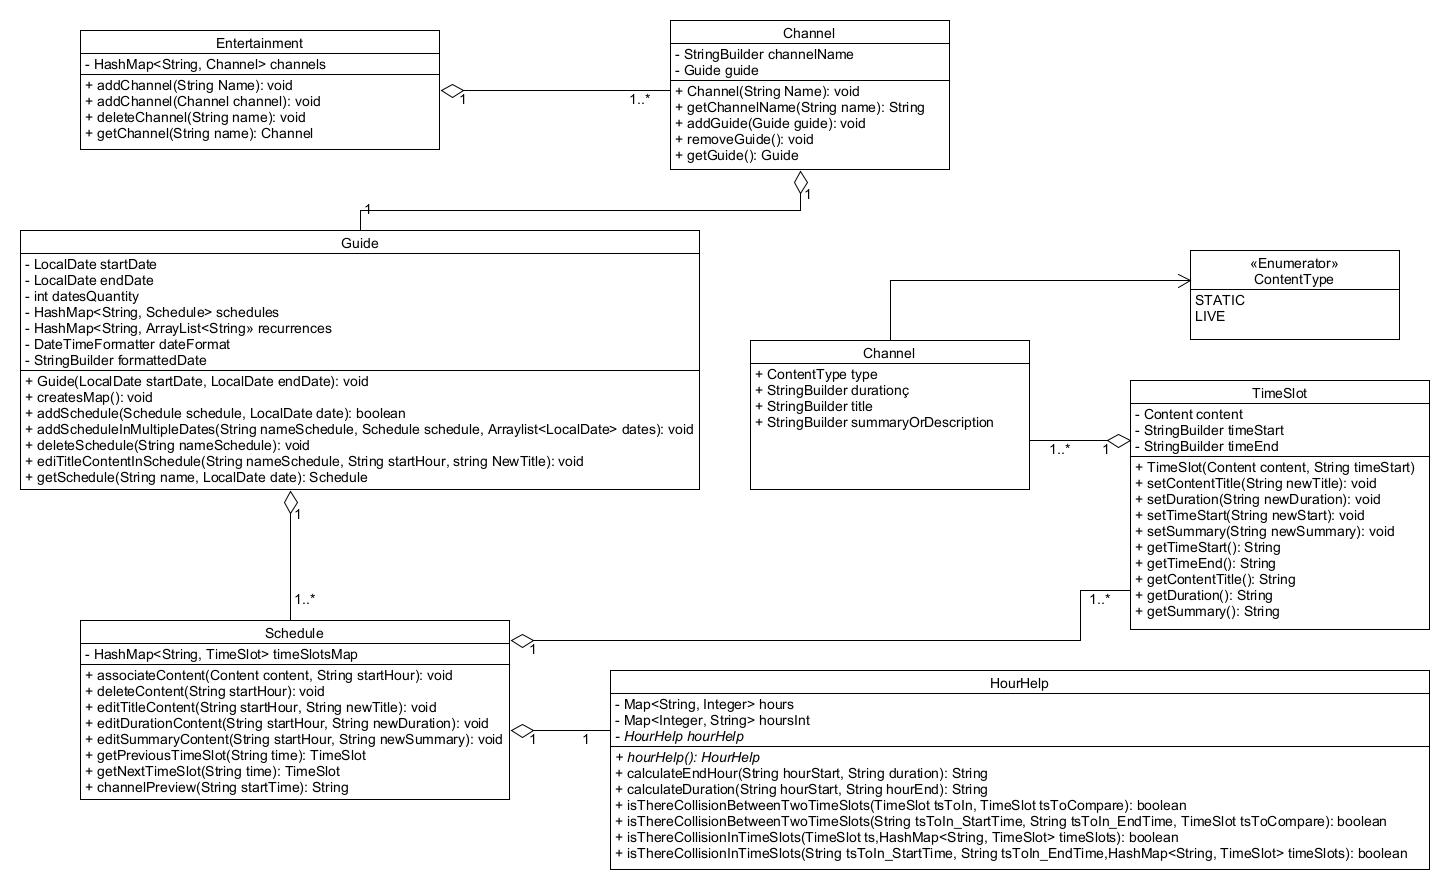 Entertainment
- HashMap<String, Channel> channels
+ addChannel(String Name): void
+ addChannel(Channel channel): void
+ deleteChannel(String name): void
+ getChannel(String name): Channel
1
1..*
Channel
- StringBuilder channelName
- Guide guide
+ Channel(String Name): void
+ getChannelName(String name): String
+ addGuide(Guide guide): void
+ removeGuide(): void
+ getGuide(): Guide
1
1
Guide
- LocalDate startDate
- LocalDate endDate
- int datesQuantity
- HashMap<String, Schedule> schedules
- HashMap<String, ArrayList<String» recurrences
- DateTimeFormatter dateFormat
- StringBuilder formattedDate
+ Guide(LocalDate startDate, LocalDate endDate): void
+ createsMap(): void
+ addSchedule(Schedule schedule, LocalDate date): boolean
+ addScheduleInMultipleDates(String nameSchedule, Schedule schedule, Arraylist<LocalDate> dates): void
+ deleteSchedule(String nameSchedule): void
+ ediTitleContentInSchedule(String nameSchedule, String startHour, string NewTitle): void
+ getSchedule(String name, LocalDate date): Schedule
1
1..*
«Enumerator»
ContentType
STATIC
LIVE
Channel
+ ContentType type
+ StringBuilder durationç
+ StringBuilder title
+ StringBuilder summaryOrDescription
1..*
1
TimeSlot
- Content content
- StringBuilder timeStart
- StringBuilder timeEnd
+ TimeSlot(Content content, String timeStart)
+ setContentTitle(String newTitle): void
+ setDuration(String newDuration): void
+ setTimeStart(String newStart): void
+ setSummary(String newSummary): void
+ getTimeStart(): String
+ getTimeEnd(): String
+ getContentTitle(): String
+ getDuration(): String
+ getSummary(): String
1..*
1
Schedule
- HashMap<String, TimeSlot> timeSlotsMap
+ associateContent(Content content, String startHour): void
+ deleteContent(String startHour): void
+ editTitleContent(String startHour, String newTitle): void
+ editDurationContent(String startHour, String newDuration): void
+ editSummaryContent(String startHour, String newSummary): void
+ getPreviousTimeSlot(String time): TimeSlot
+ getNextTimeSlot(String time): TimeSlot
+ channelPreview(String startTime): String
1
1
HourHelp
- Map<String, Integer> hours
- Map<Integer, String> hoursInt
- HourHelp hourHelp
+ hourHelp(): HourHelp
+ calculateEndHour(String hourStart, String duration): String
+ calculateDuration(String hourStart, String hourEnd): String
+ isThereCollisionBetweenTwoTimeSlots(TimeSlot tsToIn, TimeSlot tsToCompare): boolean
+ isThereCollisionBetweenTwoTimeSlots(String tsToIn_StartTime, String tsToIn_EndTime, TimeSlot tsToCompare): boolean
+ isThereCollisionInTimeSlots(TimeSlot ts,HashMap<String, TimeSlot> timeSlots): boolean
+ isThereCollisionInTimeSlots(String tsToIn_StartTime, String tsToIn_EndTime,HashMap<String, TimeSlot> timeSlots): boolean